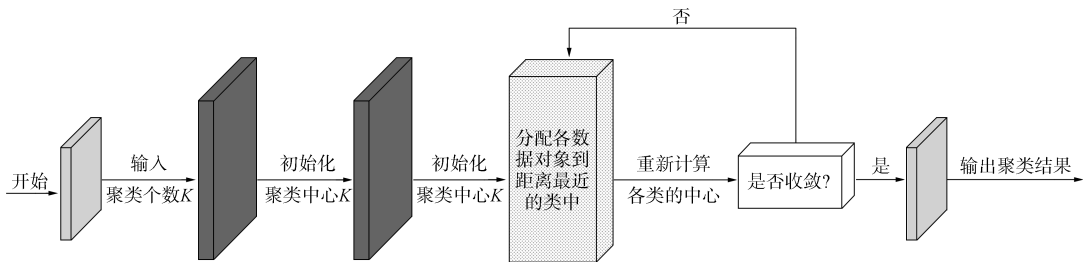 否
开始
输入
聚类个数K
初始化
聚类中心K
初始化
聚类中心K
分配各数
据对象到
距离最近
的类中
重新计算
各类的中心
是否收敛?
是
输出聚类结果